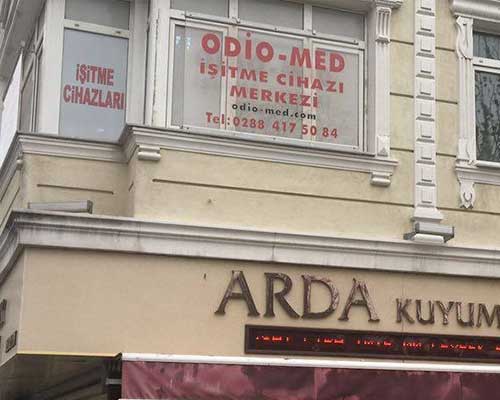 İŞİTME
CİHAZLARI
ODİO-MED
İŞİTME CİHAZI
MERKEZİ
odio-med.com
Tel:0288 417 50 84
ARDA KUYUM